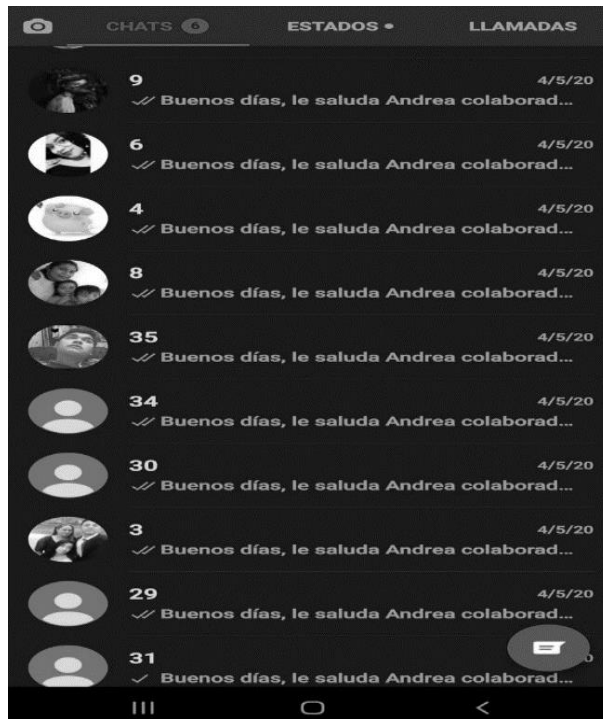 CHATS 6 ESTADOS • LLAMADAS
9 4/5/20
Buenos días, le saluda Andrea colaborad...
6 4/5/20
Buenos días, le saluda Andrea colaborad...
4 4/5/20
Buenos días, le saluda Andrea colaborad...
8 4/5/20
Buenos días, le saluda Andrea colaborad...
35 4/5/20
Buenos días, le saluda Andrea colaborad...
34 4/5/20
Buenos días, le saluda Andrea colaborad...
30 4/5/20
Buenos días, le saluda Andrea colaborad...
3 4/5/20
Buenos días, le saluda Andrea colaborad...
29 4/5/20
Buenos días, le saluda Andrea colaborad...
31
Buenos días, le saluda Andrea colaborad...